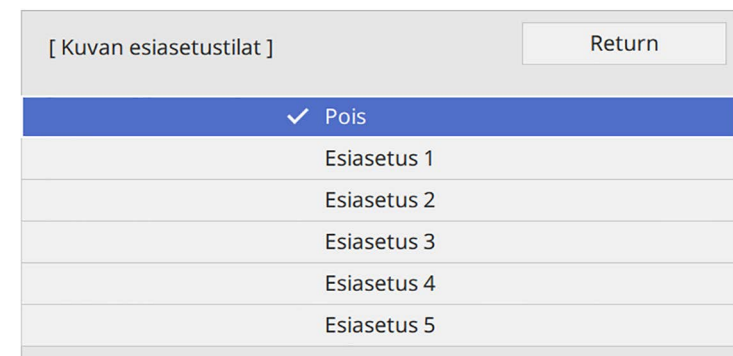 [ Kuvan esiasetustilat ]
Return
Pois
Esiasetus 1
Esiasetus 2
Esiasetus 3
Esiasetus 4
Esiasetus 5